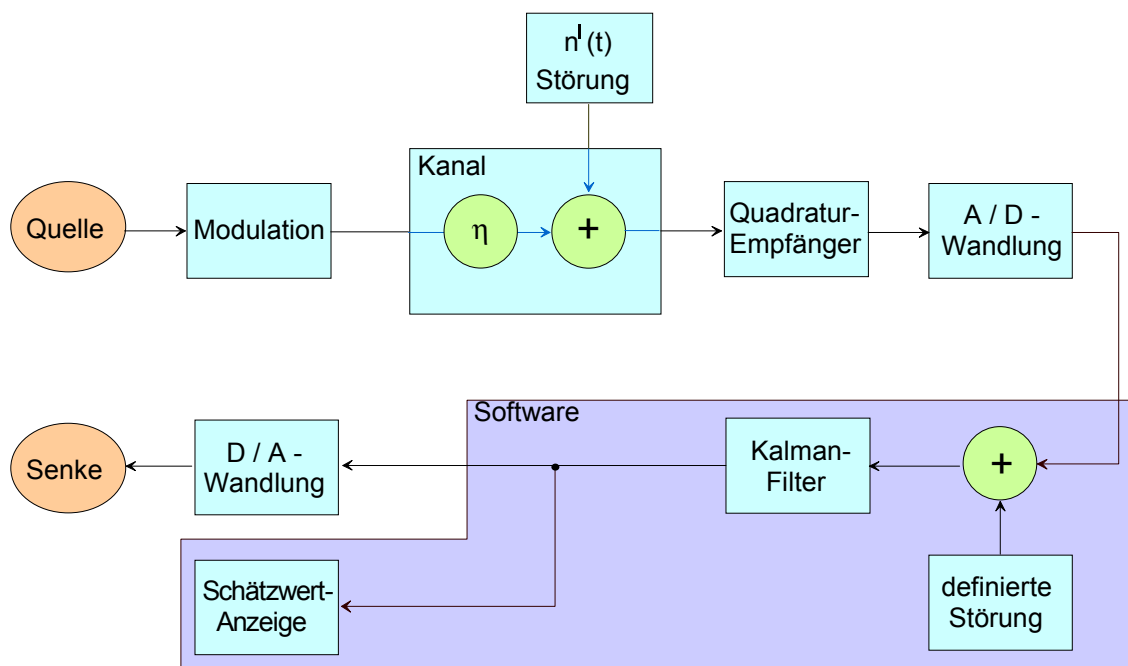 nI(t)
Störung
Kanal
Quelle
Modulation
η
+
Quadratur-
Empfänger
A / D -
Wandlung
Software
Senke
D / A -
Wandlung
Kalman-
Filter
+
Schätzwert-
Anzeige
definierte
Störung